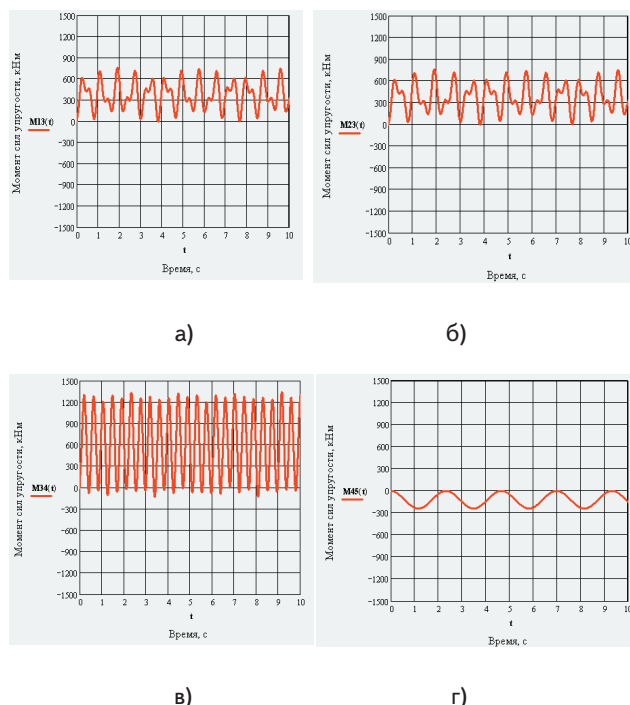 Момент сил упругости, кНм
1500
1200
900
600
300
0
−300
−600
−900
−1200
−1500
M13(t)
0 1 2 3 4 5 6 7 8 9 10
t
Время, с
а)
Момент сил упругости, кНм
1500
1200
900
600
300
0
−300
−600
−900
−1200
−1500
M23(t)
0 1 2 3 4 5 6 7 8 9 10
t
Время, с
б)
Момент сил упругости, кНм
1500
1200
900
600
300
0
−300
−600
−900
−1200
−1500
M34(t)
0 1 2 3 4 5 6 7 8 9 10
t
Время, с
в)
Момент сил упругости, кНм
1500
1200
900
600
300
0
−300
−600
−900
−1200
−1500
M45(t)
0 1 2 3 4 5 6 7 8 9 10
t
Время, с
г)